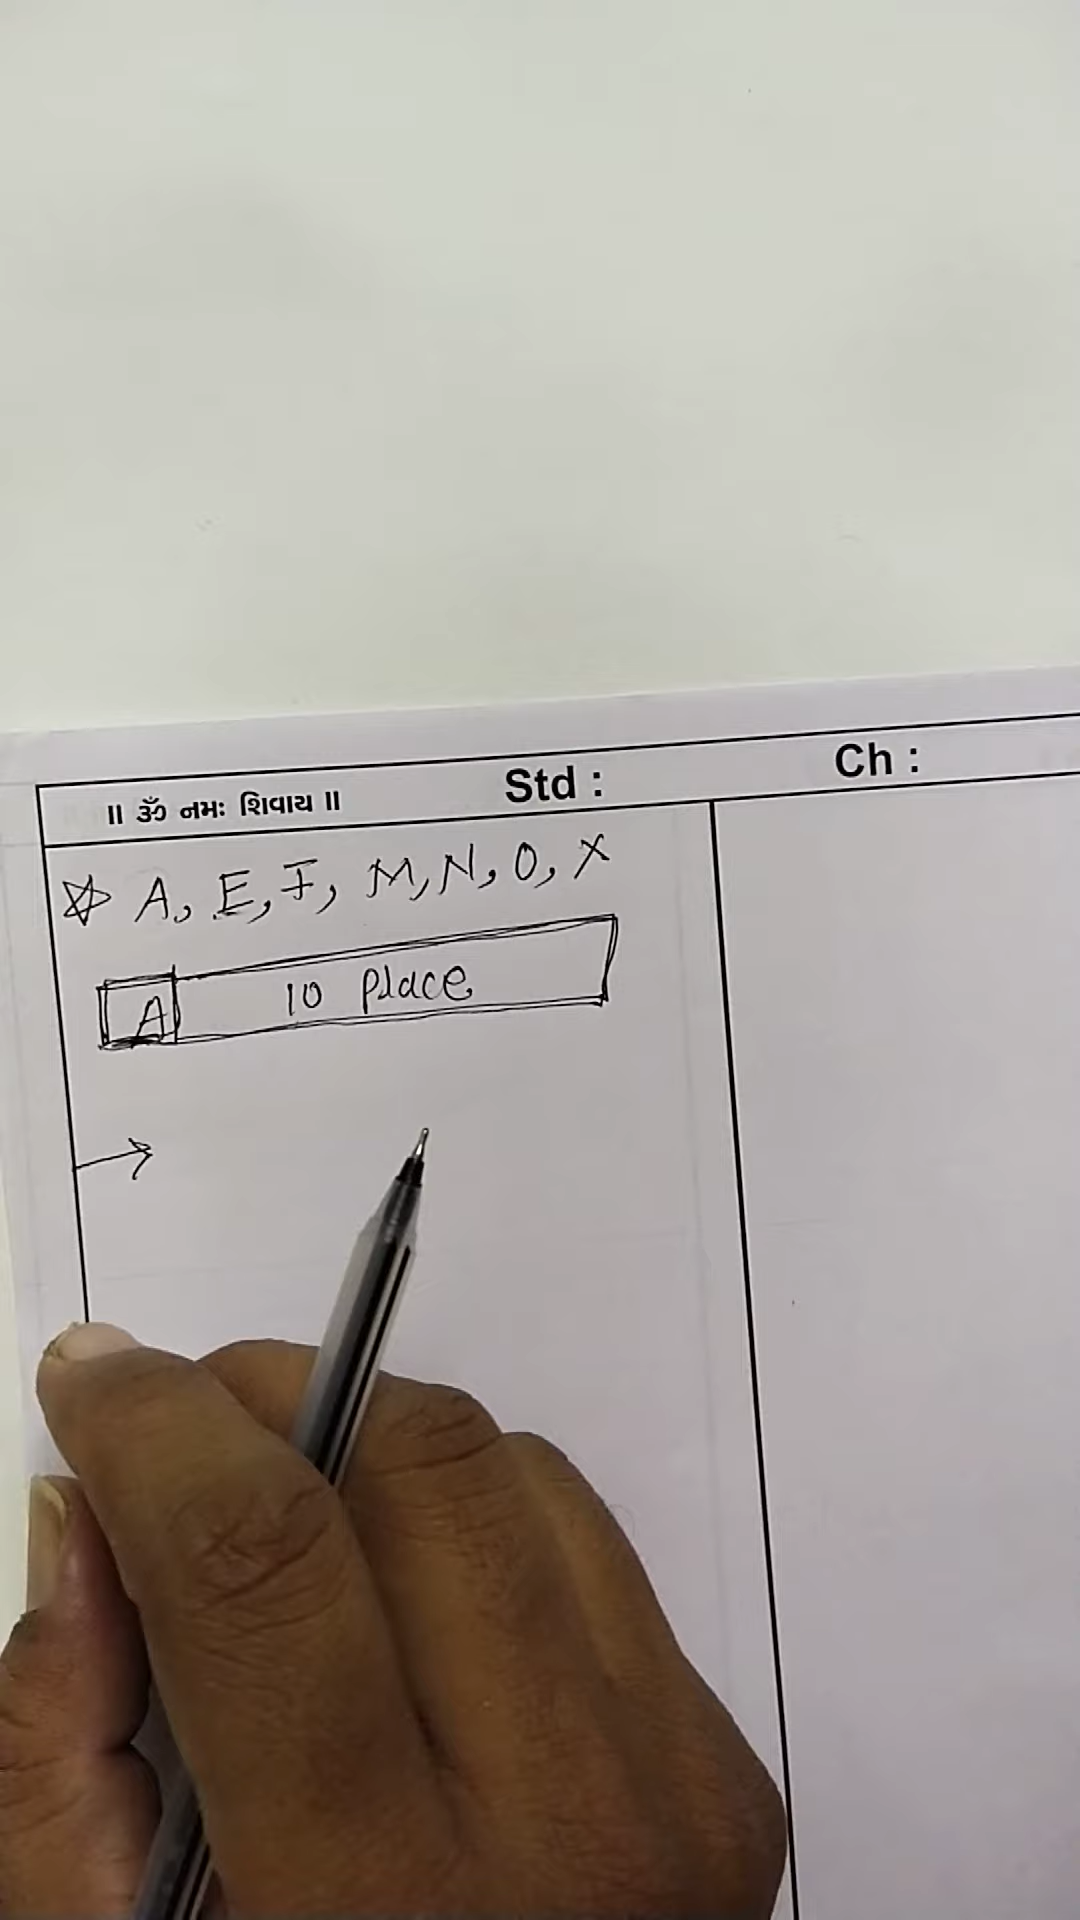 ॥ ૐ નમઃ શિવાય ॥ Std : Ch :
☆ A, E, I, M, N, O, X
A 10 Place
→